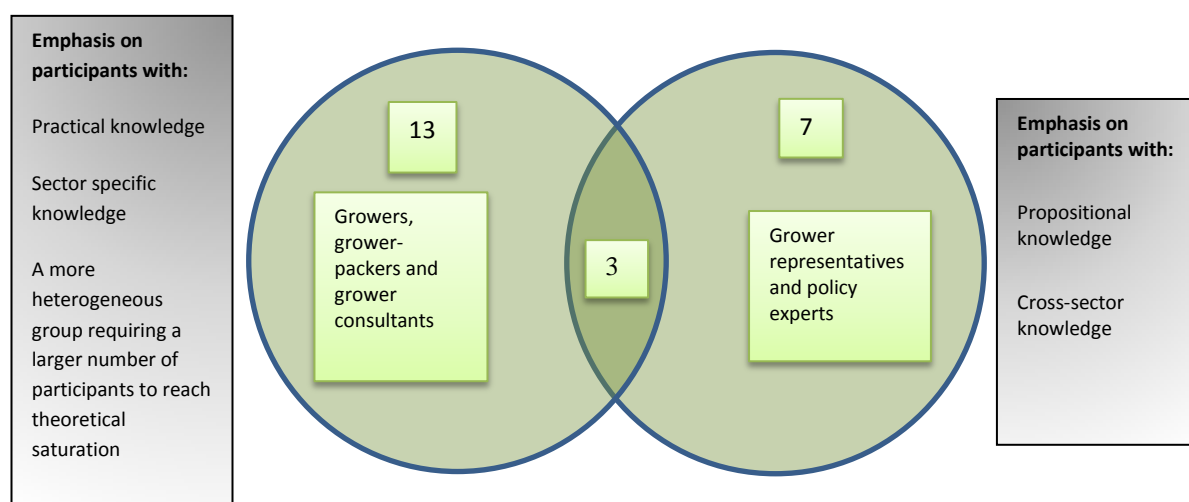 Emphasis on
participants with:
Practical knowledge
Sector specific
knowledge
A more
heterogeneous
group requiring a
larger number of
participants to reach
theoretical
saturation
13
Growers,
grower-
packers and
grower
consultants
3
7
Grower
representatives
and policy
experts
Emphasis on
participants with:
Propositional
knowledge
Cross-sector
knowledge